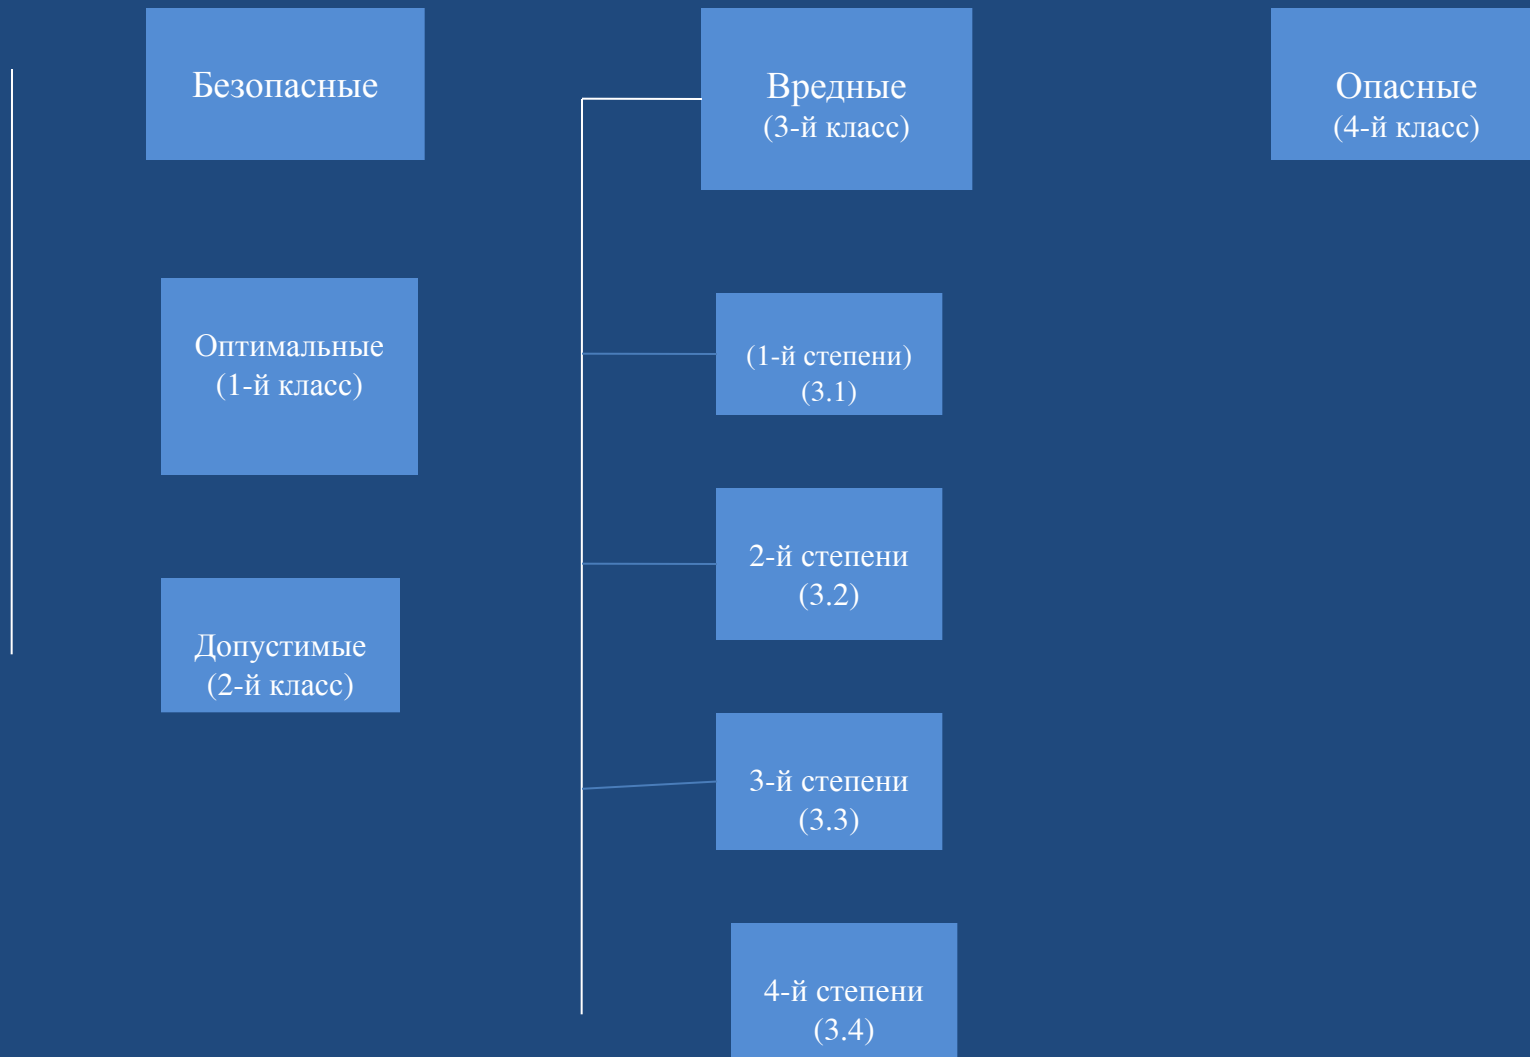 Безопасные
Вредные
(3-й класс)
Опасные
(4-й класс)
Оптимальные
(1-й класс)
Допустимые
(2-й класс)
(1-й степени)
(3.1)
2-й степени
(3.2)
3-й степени
(3.3)
4-й степени
(3.4)